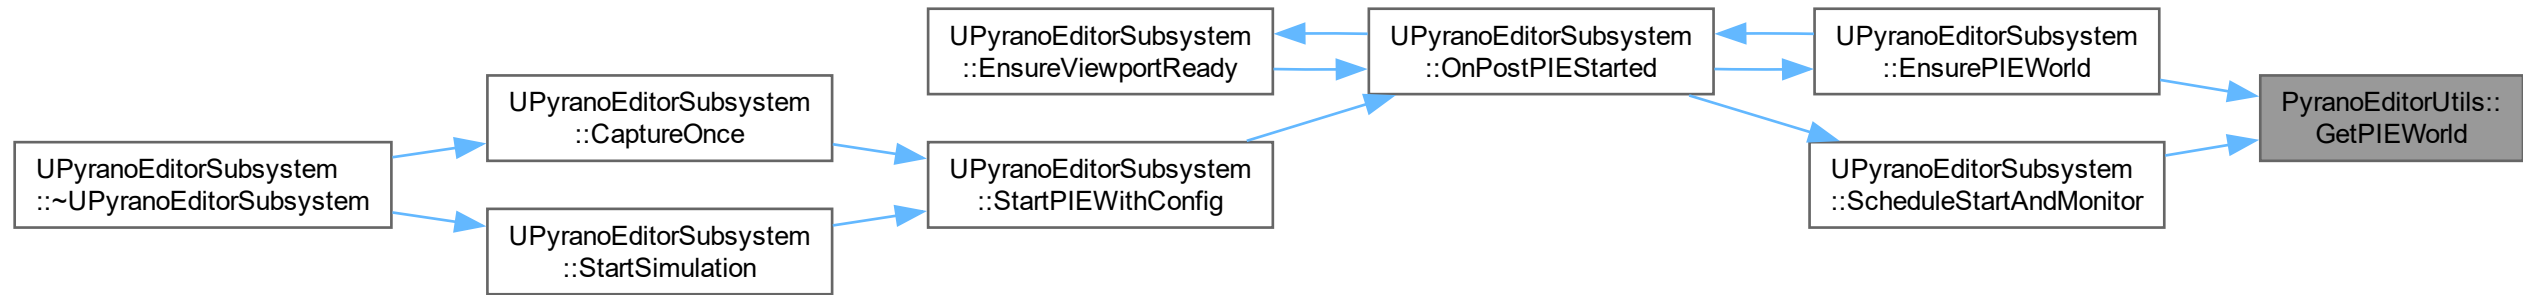 UPyranoEditorSubsystem
::~UPyranoEditorSubsystem
UPyranoEditorSubsystem
::CaptureOnce
UPyranoEditorSubsystem
::StartSimulation
UPyranoEditorSubsystem
::EnsureViewportReady
UPyranoEditorSubsystem
::StartPIEWithConfig
UPyranoEditorSubsystem
::OnPostPIEStarted
UPyranoEditorSubsystem
::EnsurePIEWorld
UPyranoEditorSubsystem
::ScheduleStartAndMonitor
PyranoEditorUtils::
GetPIEWorld